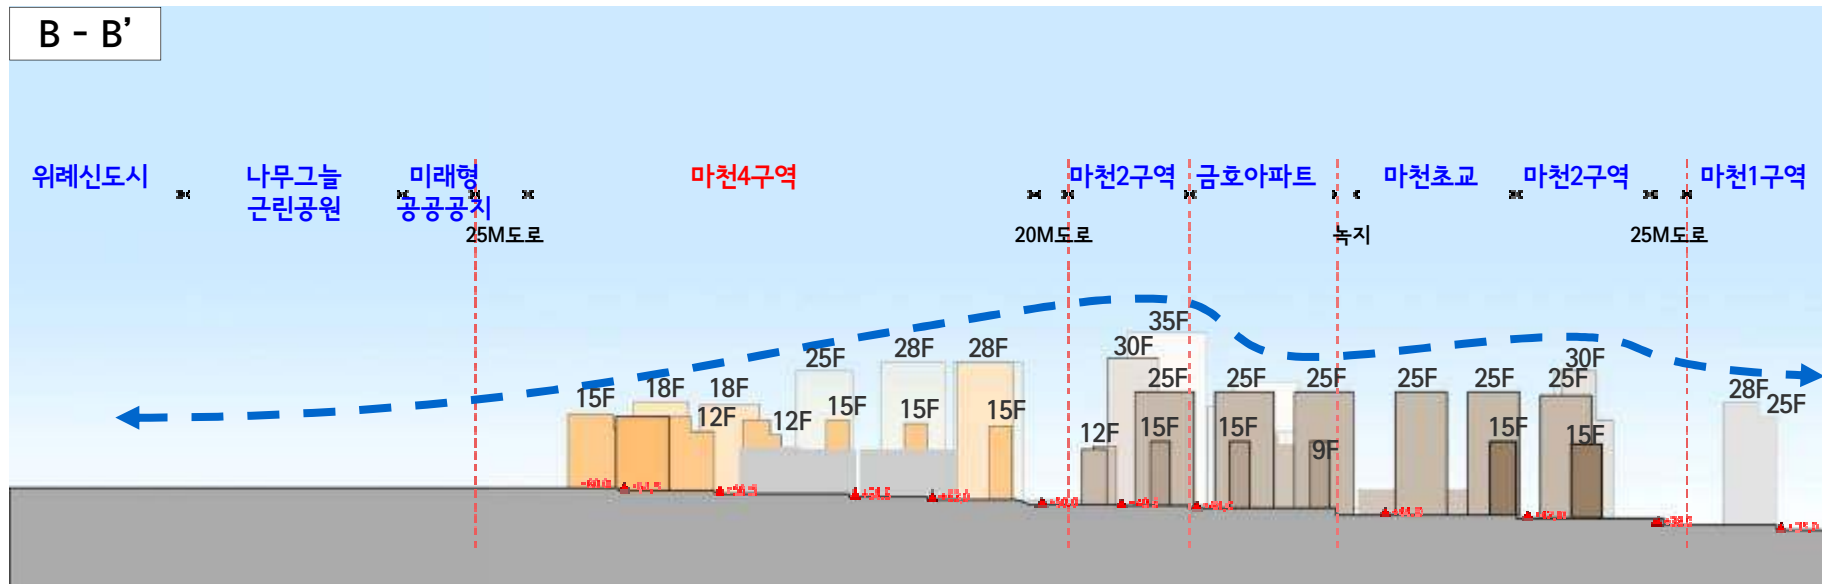 B - B’
위례신도시
나무그늘
근린공원
미래형
공공공지
마천4구역
마천2구역
금호아파트
마천초교
마천2구역
마천1구역
25M도로
20M도로
녹지
25M도로
35F
25F
28F
28F
30F
30F
15F
18F
18F
25F
25F
25F
25F
25F
25F
28F
25F
12F
12F
15F
15F
15F
12F
15F
15F
9F
15F
15F